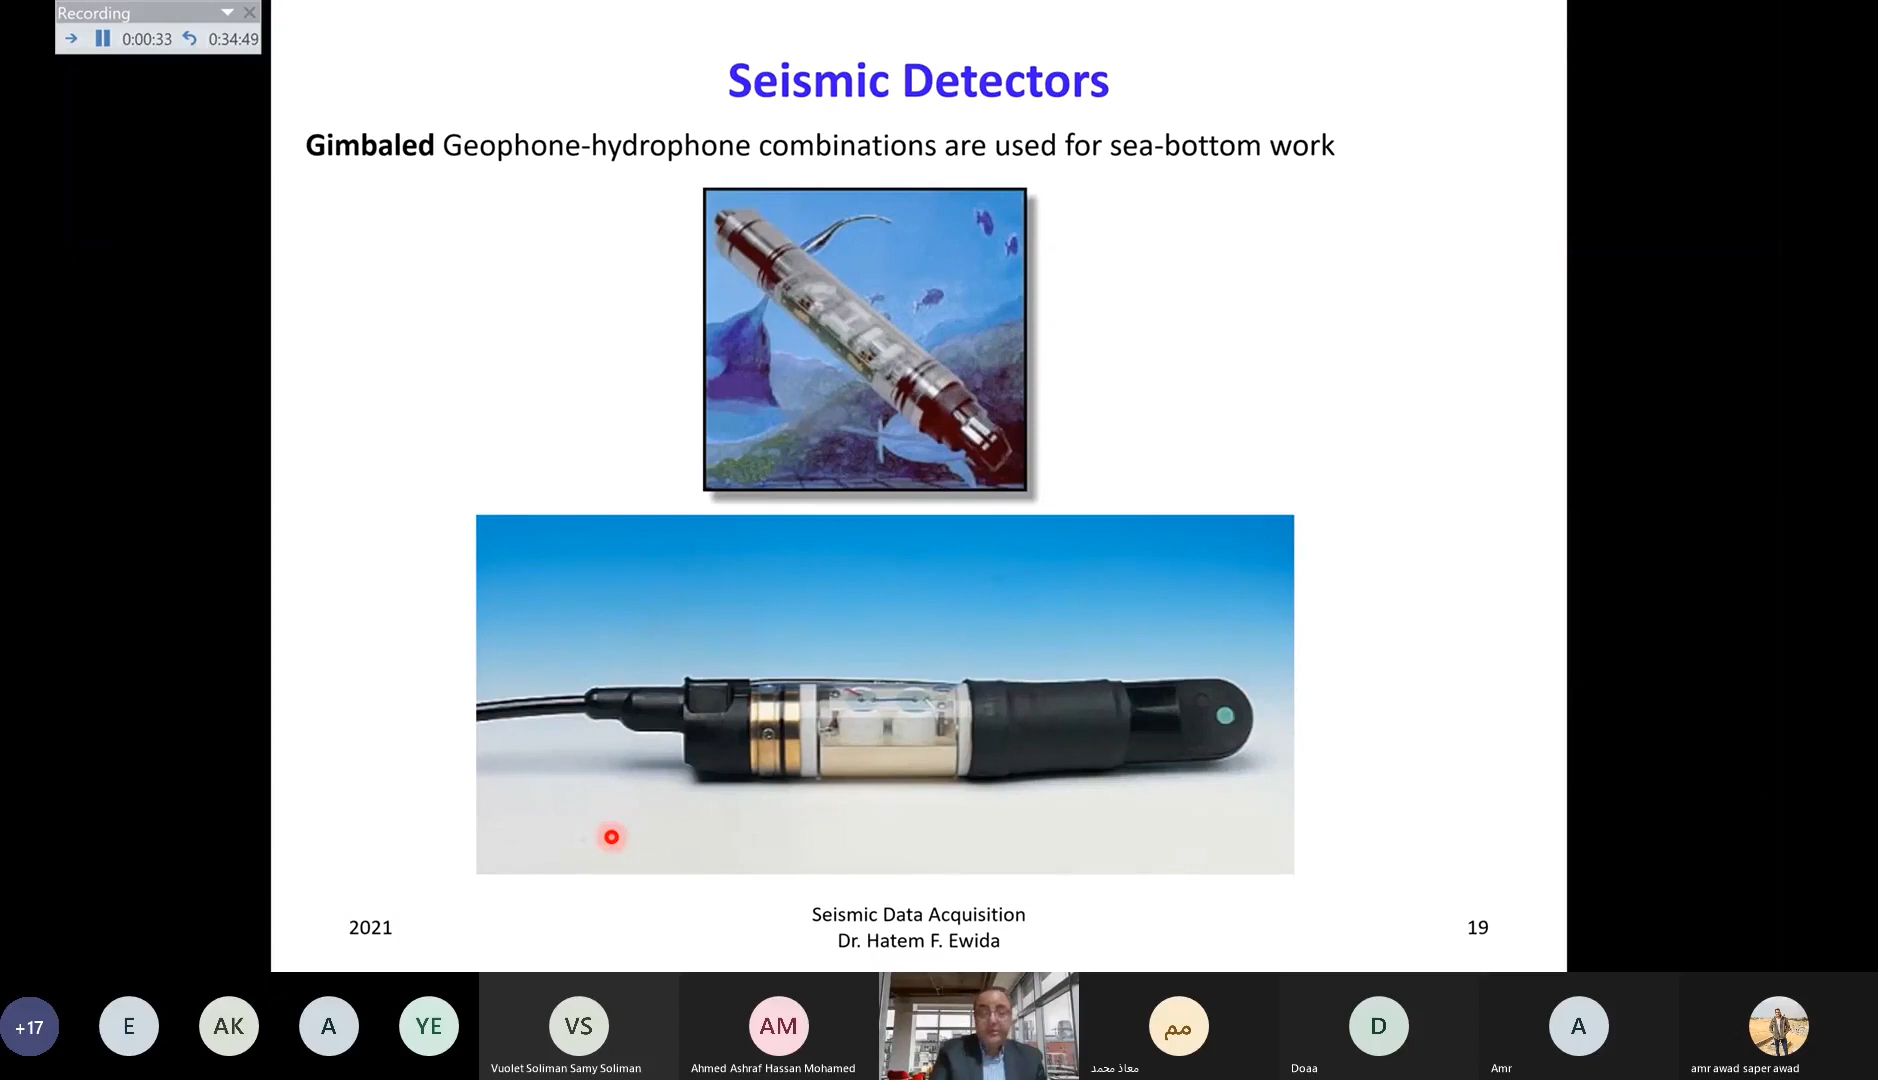 Recording
0:00:33 0:34:49
Seismic Detectors
Gimbaled Geophone-hydrophone combinations are used for sea-bottom work
2021
Seismic Data Acquisition
Dr. Hatem F. Ewida
19
+17
E
AK
A
YE
VS
Vuolet Soliman Samy Soliman
AM
Ahmed Ashraf Hassan Mohamed
مم
معاذ محمد
D
Doaa
A
Amr
amr awad saper awad